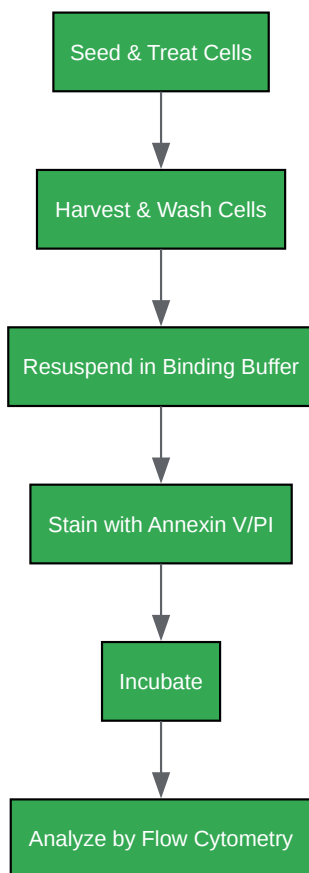 Seed & Treat Cells
Harvest & Wash Cells
Resuspend in Binding Buffer
Stain with Annexin V/PI
Incubate
Analyze by Flow Cytometry